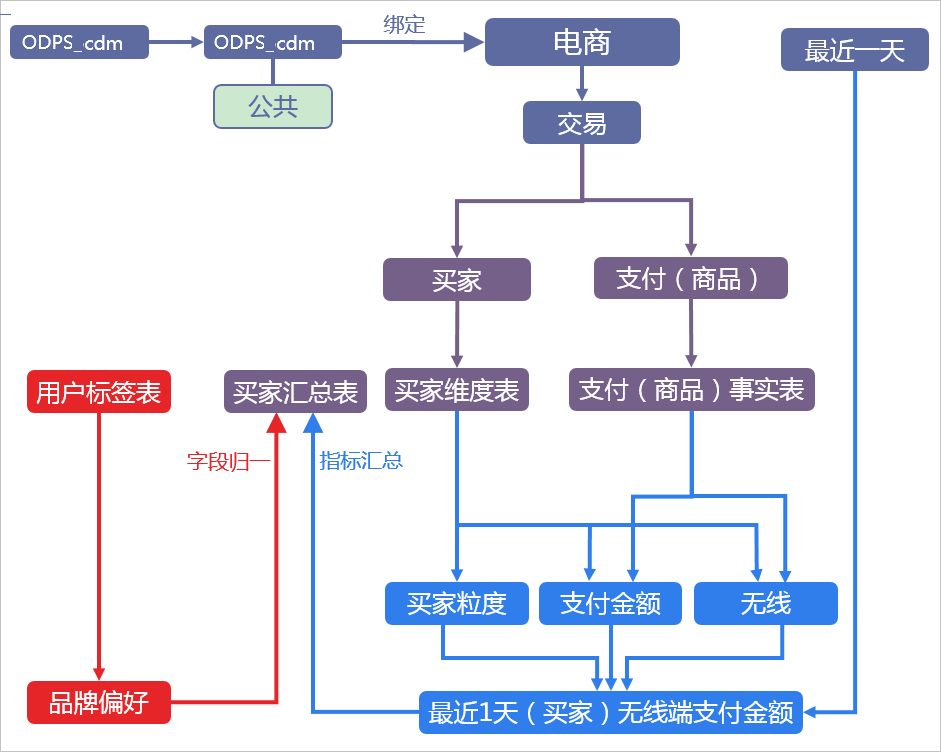 ODPS_cdm
ODPS_cdm
绑定
电商
最近一天
公共
交易
买家
支付（商品）
用户标签表
买家汇总表
买家维度表
支付（商品）事实表
字段归一
指标汇总
买家粒度
支付金额
无线
品牌偏好
最近1天（买家）无线端支付金额